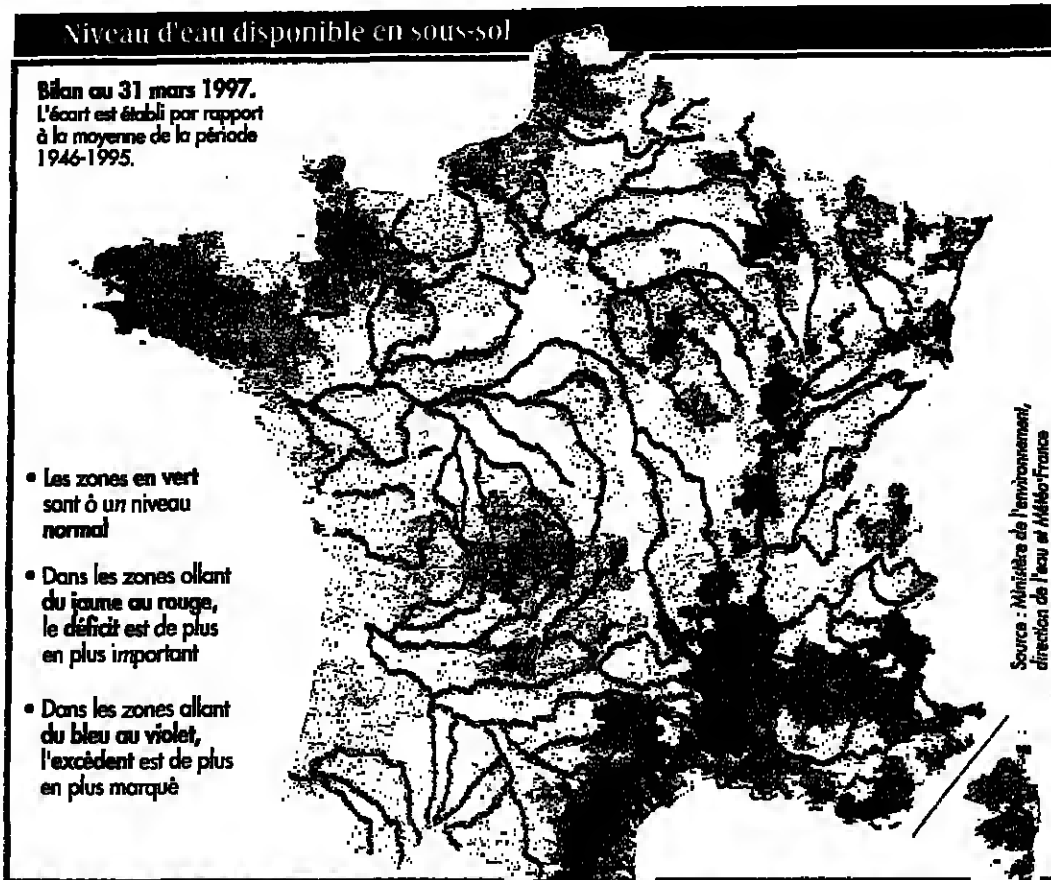 Niveau d'eau disponible en sous-sol
Bilan au 31 mars 1997.
L'écart est établi par rapport
à la moyenne de la période
1946-1995.
• Les zones en vert
sont à un niveau
normal
• Dans les zones allant
du jaune au rouge,
le déficit est de plus
en plus important
• Dans les zones allant
du bleu au violet,
l'excédent est de plus
en plus marqué
Source : Ministère de l'environnement,
direction de l'eau et Météo-France